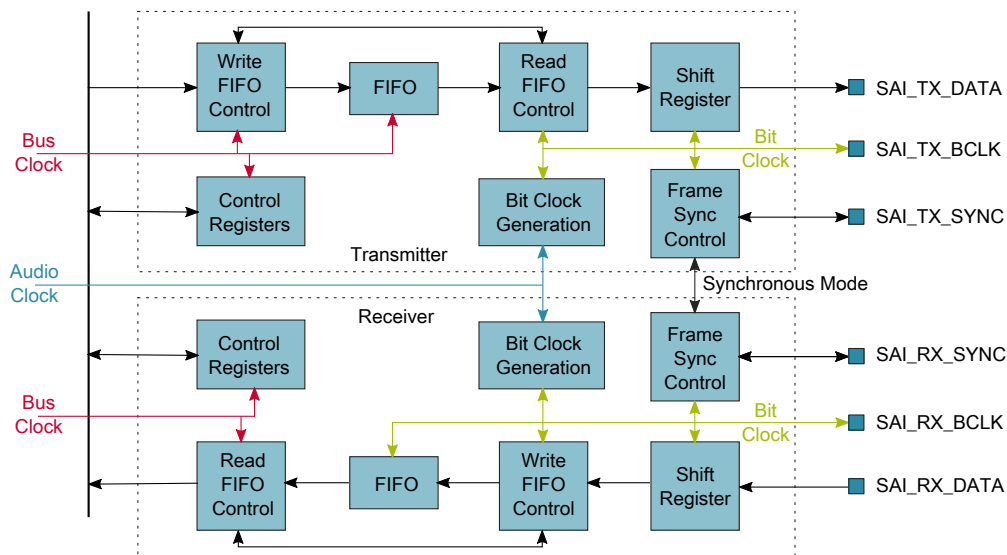 Write
FIFO
Control
FIFO
Read
FIFO
Control
Shift
Register
SAI_TX_DATA
Bus
Clock
Bit
Clock
SAI_TX_BCLK
Control
Registers
Bit Clock
Generation
Frame
Sync
Control
SAI_TX_SYNC
Transmitter
Audio
Clock
Synchronous Mode
Receiver
Control
Registers
Bit Clock
Generation
Frame
Sync
Control
SAI_RX_SYNC
Bus
Clock
Bit
Clock
SAI_RX_BCLK
Read
FIFO
Control
FIFO
Write
FIFO
Control
Shift
Register
SAI_RX_DATA